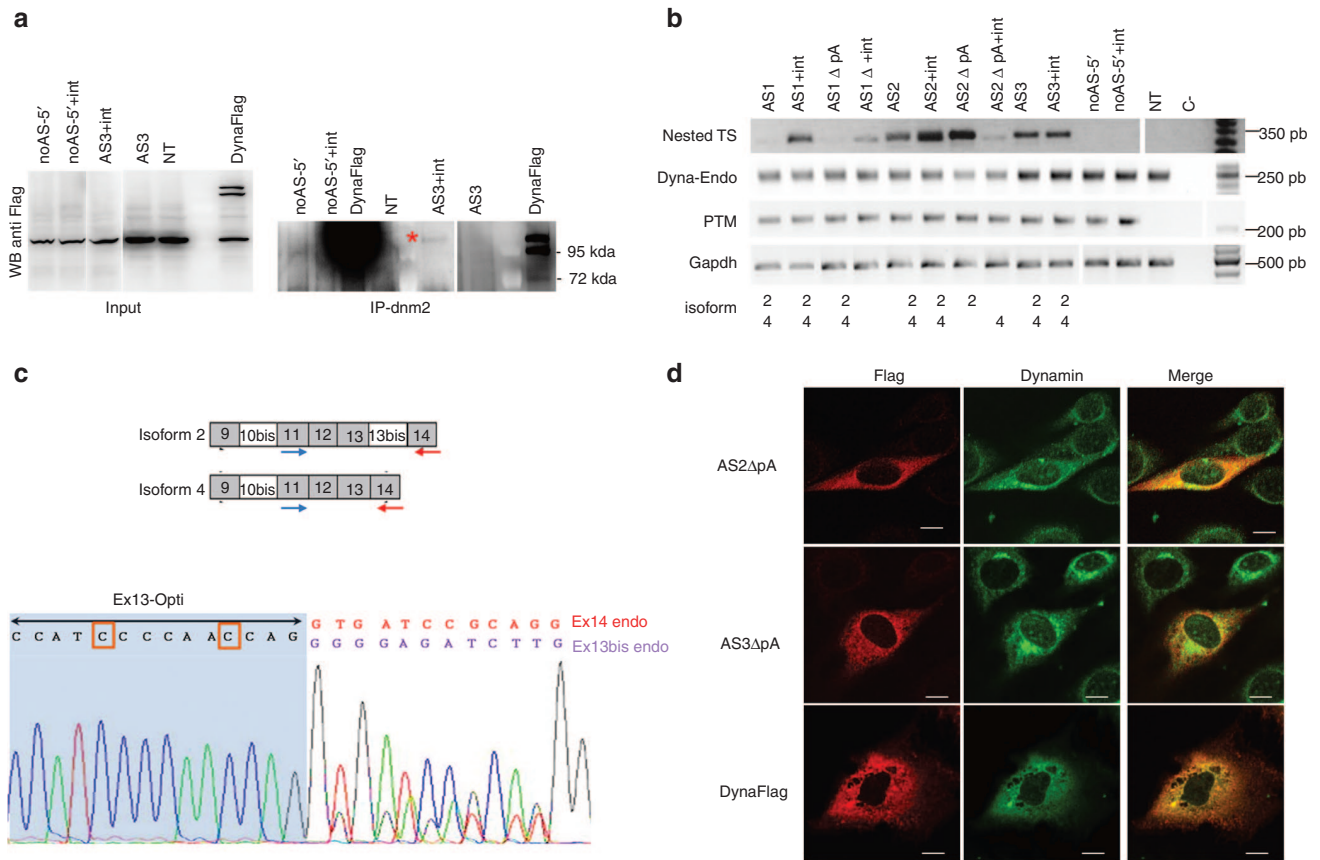 a
noAS-5′
noAS-5′+int
AS3+int
AS3
NT
DynaFlag
WB anti Flag
Input
noAS-5′
noAS-5′+int
DynaFlag
NT
AS3+int
AS3
DynaFlag
*
- 95 kda
- 72 kda
IP-dnm2
b
AS1
AS1+int
AS1 Δ pA
AS1 Δ +int
AS2
AS2+int
AS2 Δ pA
AS2 Δ pA+int
AS3
AS3+int
noAS-5′
noAS-5′+int
NT
C-
Nested TS
350 pb
Dyna-Endo
250 pb
PTM
200 pb
Gapdh
500 pb
isoform
2 2 2 2 2 2 2 2
4 4 4 4 4 4 4 4
c
Isoform 2 9 10bis 11 12 13 13bis 14
Isoform 4 9 10bis 11 12 13 14
Ex13-Opti
C C A T C C C C A A C C A G
G T G A T C C G C A G G Ex14 endo
G G G G A G A T C T T G Ex13bis endo
d
Flag Dynamin Merge
AS2ΔpA
AS3ΔpA
DynaFlag